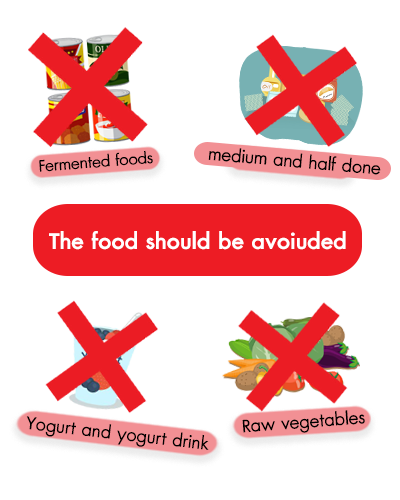 Fermented foods
medium and half done
The food should be avoiuded
Yogurt and yogurt drink
Raw vegetables